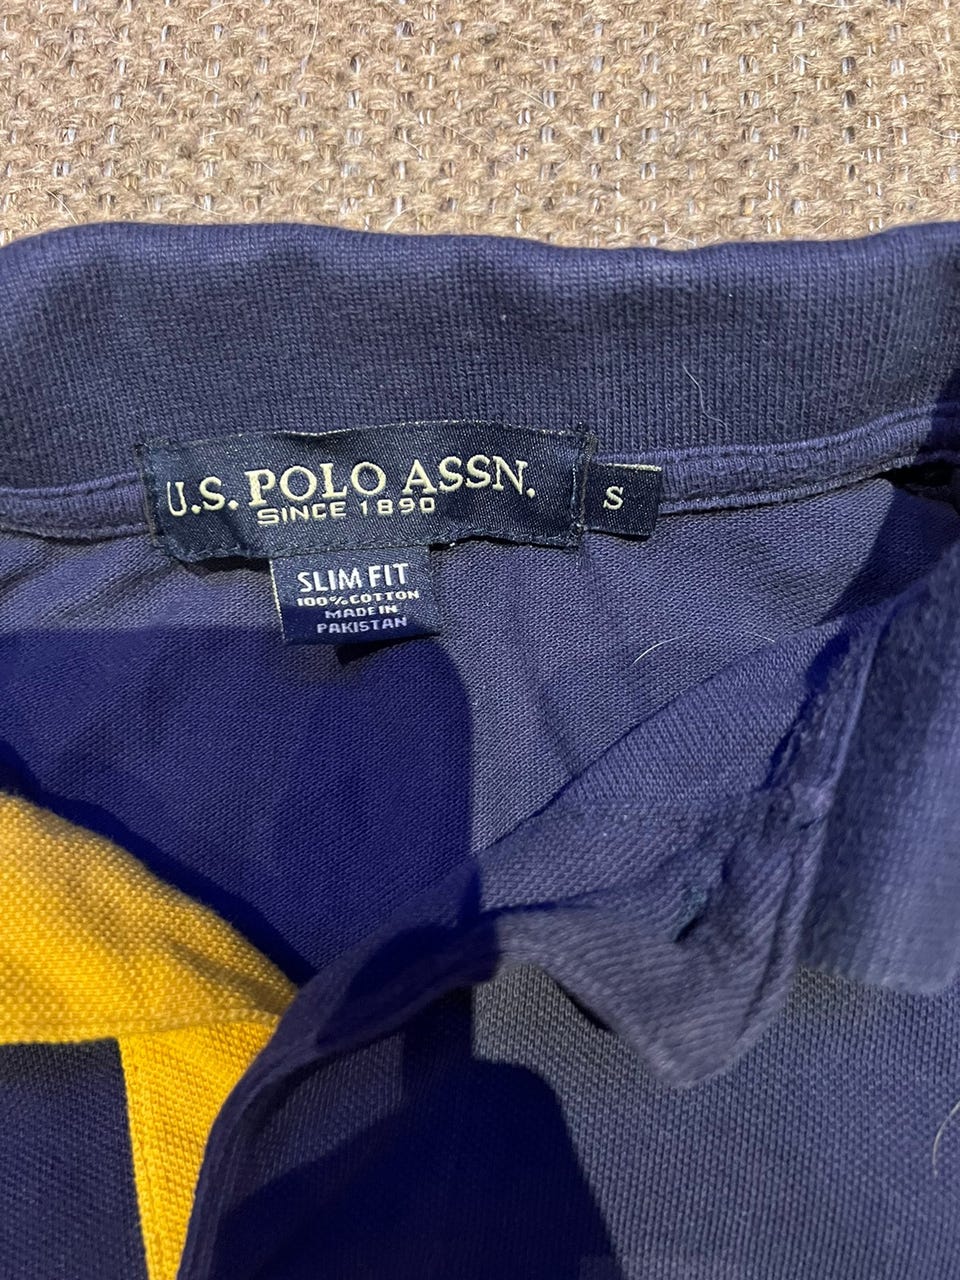 U.S. POLO ASSN.
SINCE 1890
S
SLIM FIT
100% COTTON
MADE IN
PAKISTAN